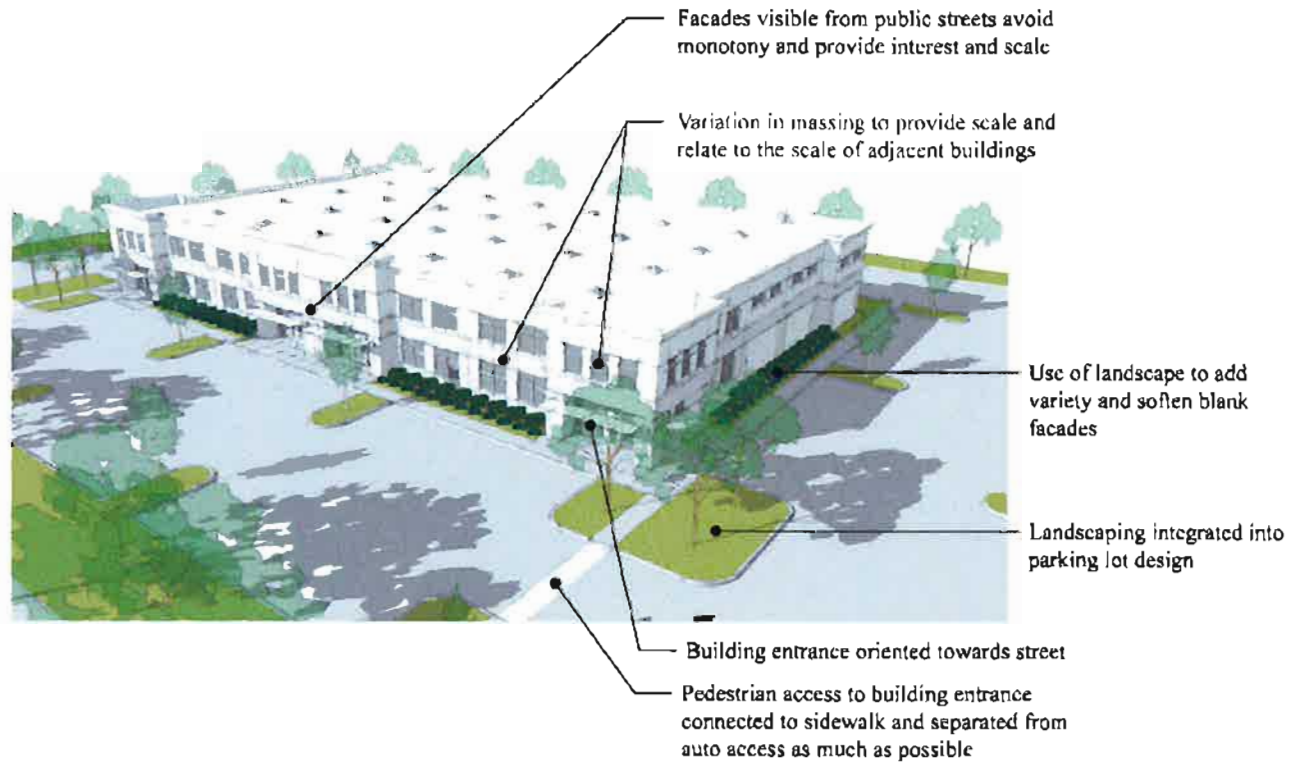 Facades visible from public streets avoid
monotony and provide interest and scale
Variation in massing to provide scale and
relate to the scale of adjacent buildings
Use of landscape to add
variety and soften blank
facades
Landscaping integrated into
parking lot design
Building entrance oriented towards street
Pedestrian access to building entrance
connected to sidewalk and separated from
auto access as much as possible